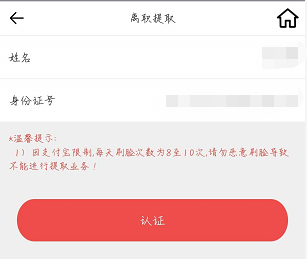 离职提取
姓名
身份证号
*温馨提示:
1）因支付宝限制,每天刷脸次数为8至10次,请勿恶意刷脸导致
不能进行提取业务！
认证